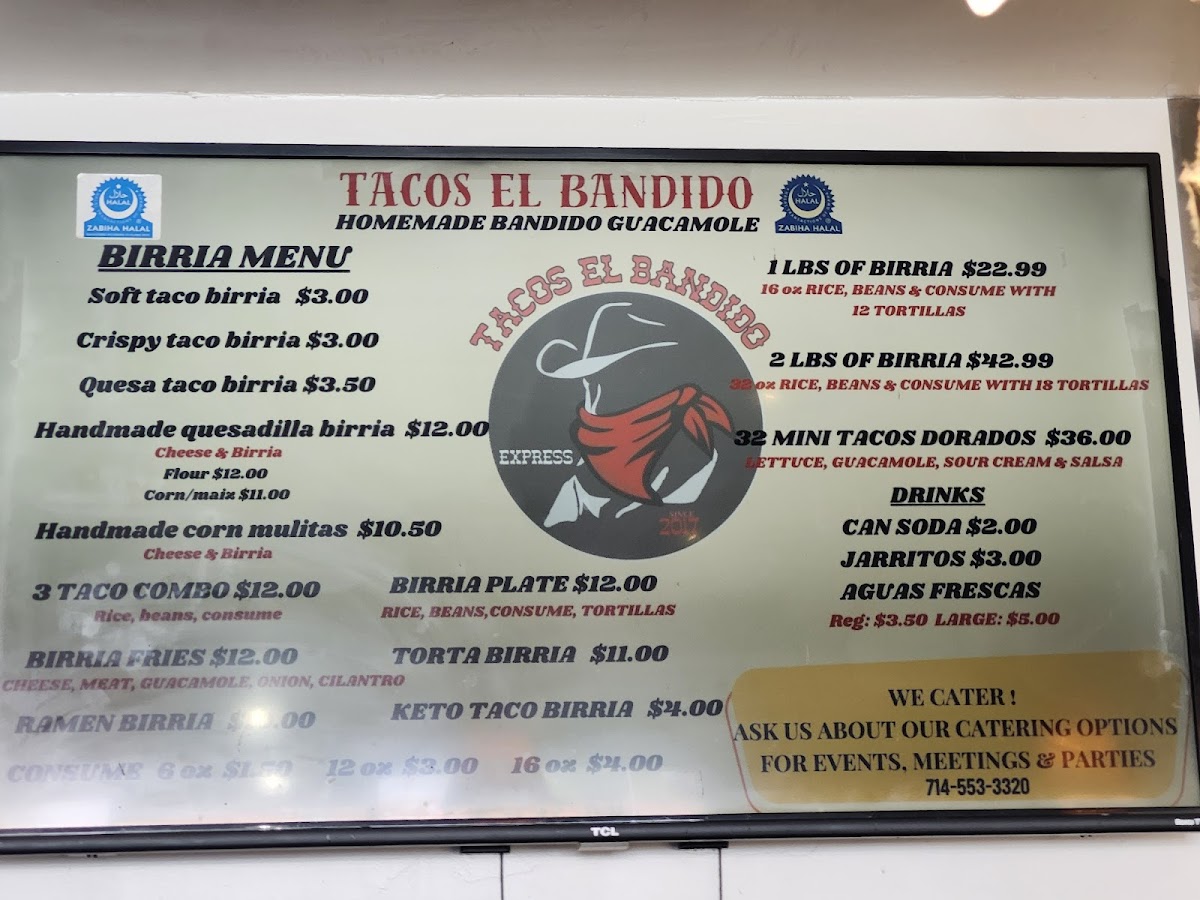 حلال
HALAL
ZABIHA HALAL
TACOS EL BANDIDO
HOMEMADE BANDIDO GUACAMOLE
حلال
HALAL
ZABIHA HALAL
BIRRIA MENU
Soft taco birria $3.00
Crispy taco birria $3.00
Quesa taco birria $3.50
Handmade quesadilla birria $12.00
Cheese & Birria
Flour $12.00
Corn/maiz $11.00
Handmade corn mulitas $10.50
Cheese & Birria
3 TACO COMBO $12.00
Rice, beans, consume
BIRRIA FRIES $12.00
CHEESE, MEAT, GUACAMOLE, ONION, CILANTRO
RAMEN BIRRIA
CONSUME 6 oz $1.50 12 oz $3.00 16 oz $4.00
TACOS EL BANDIDO
EXPRESS
SINCE
2017
BIRRIA PLATE $12.00
RICE, BEANS,CONSUME, TORTILLAS
TORTA BIRRIA $11.00
KETO TACO BIRRIA $4.00
1 LBS OF BIRRIA $22.99
16 oz RICE, BEANS & CONSUME WITH
12 TORTILLAS
2 LBS OF BIRRIA $42.99
32 oz RICE, BEANS & CONSUME WITH 18 TORTILLAS
32 MINI TACOS DORADOS $36.00
LETTUCE, GUACAMOLE, SOUR CREAM & SALSA
DRINKS
CAN SODA $2.00
JARRITOS $3.00
AGUAS FRESCAS
Reg: $3.50 LARGE: $5.00
WE CATER !
ASK US ABOUT OUR CATERING OPTIONS
FOR EVENTS, MEETINGS & PARTIES
714-553-3320
TCL